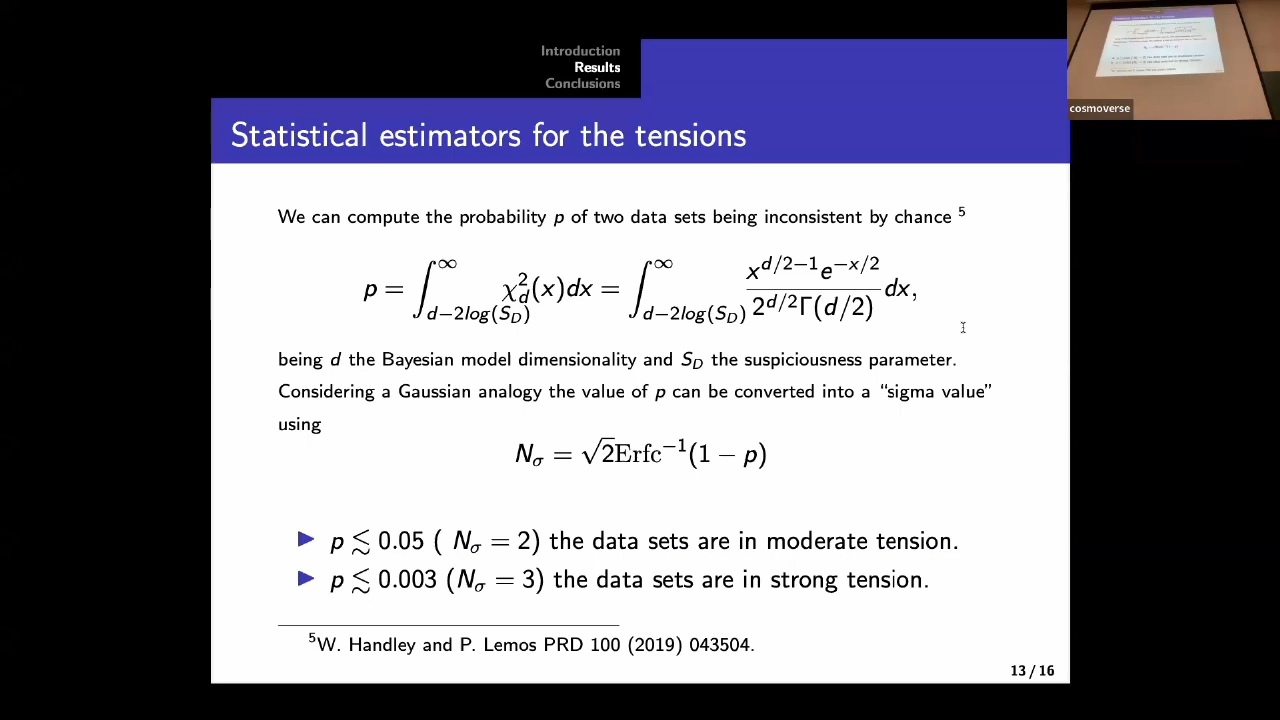 Introduction
Results
Conclusions
cosmoverse
Statistical estimators for the tensions
We can compute the probability p of two data sets being inconsistent by chance ⁵
p = ∫_{d−2log(S_D)}^{∞} χ²_d(x)dx = ∫_{d−2log(S_D)}^{∞} \frac{x^{d/2−1}e^{−x/2}}{2^{d/2}Γ(d/2)} dx,
being d the Bayesian model dimensionality and S_D the suspiciousness parameter.
Considering a Gaussian analogy the value of p can be converted into a “sigma value”
using
N_σ = √2Erfc⁻¹(1 − p)
▶ p ≲ 0.05 ( N_σ = 2) the data sets are in moderate tension.
▶ p ≲ 0.003 (N_σ = 3) the data sets are in strong tension.
⁵W. Handley and P. Lemos PRD 100 (2019) 043504.
13 / 16